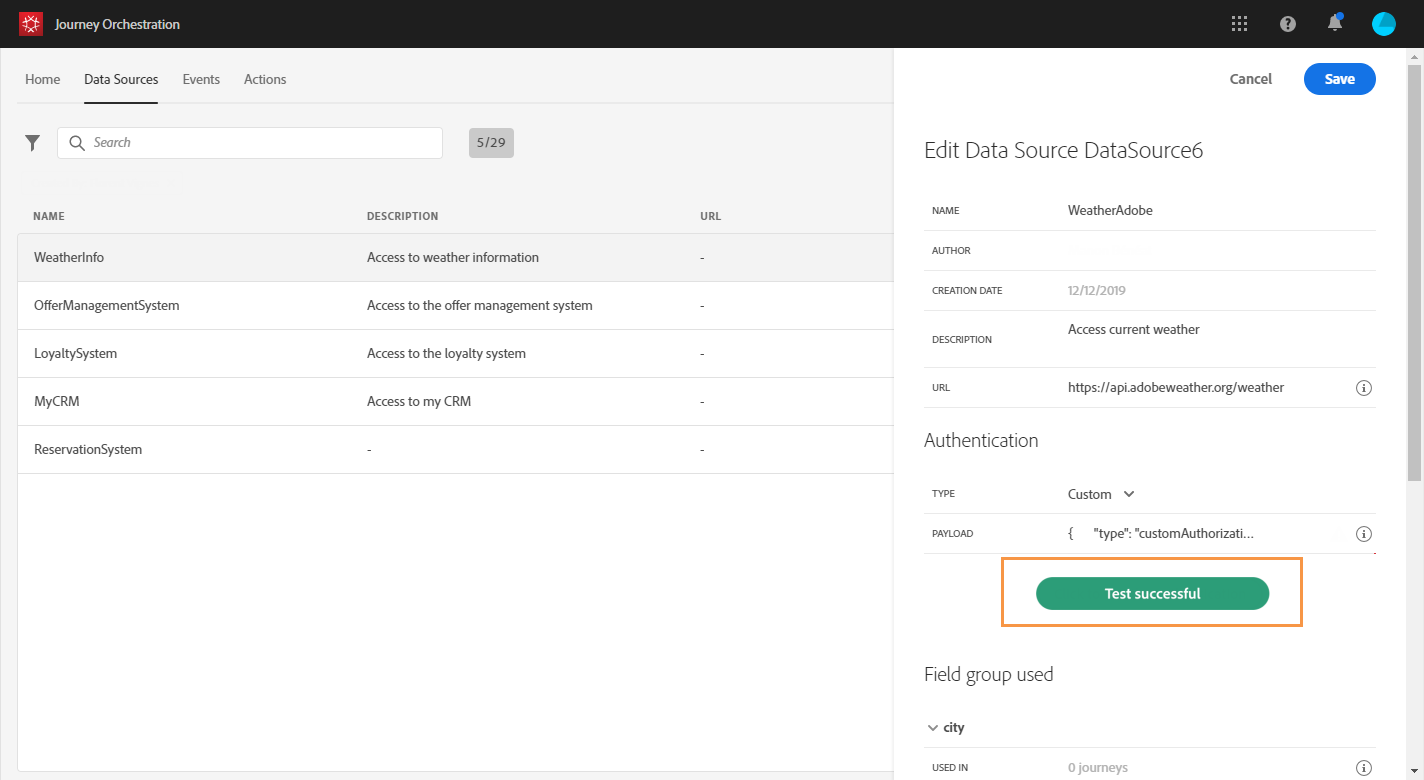 Journey Orchestration
Home Data Sources Events Actions
Search 5/29
NAME DESCRIPTION URL
WeatherInfo Access to weather information -
OfferManagementSystem Access to the offer management system -
LoyaltySystem Access to the loyalty system -
MyCRM Access to my CRM -
ReservationSystem - -
Cancel Save
Edit Data Source DataSource6
NAME WeatherAdobe
AUTHOR
CREATION DATE 12/12/2019
DESCRIPTION Access current weather
URL https://api.adobeweather.org/weather
Authentication
TYPE Custom
PAYLOAD { "type": "customAuthorizati...
Test successful
Field group used
city
USED IN 0 journeys